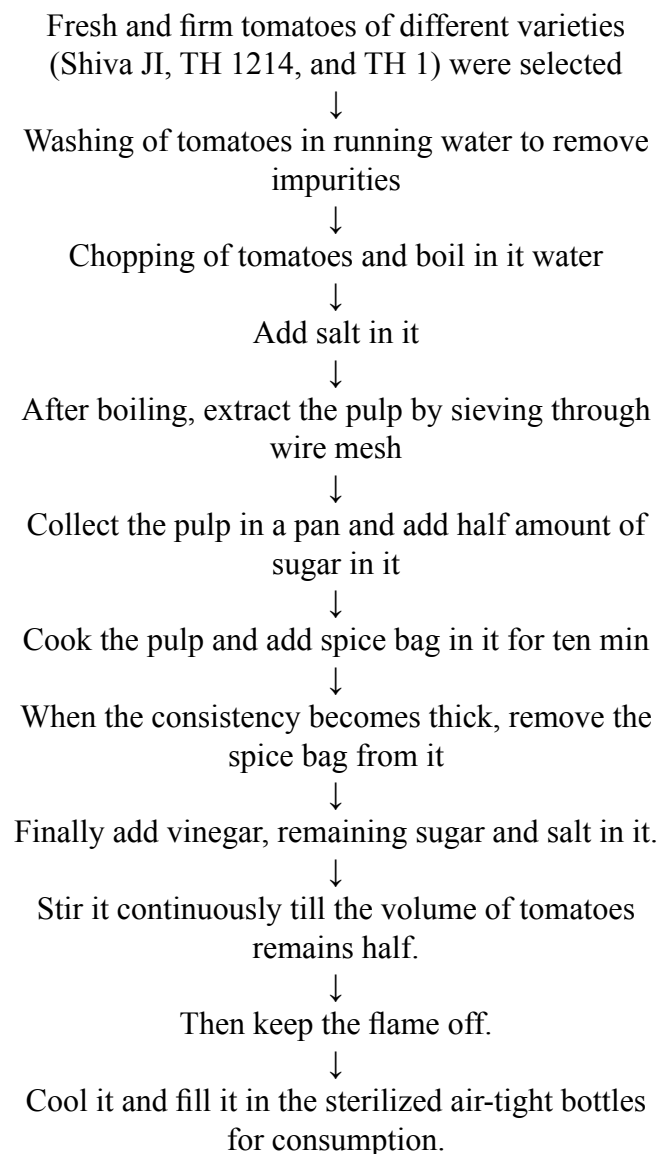 Fresh and firm tomatoes of different varieties
(Shiva JI, TH 1214, and TH 1) were selected
↓
Washing of tomatoes in running water to remove
impurities
↓
Chopping of tomatoes and boil in it water
↓
Add salt in it
↓
After boiling, extract the pulp by sieving through
wire mesh
↓
Collect the pulp in a pan and add half amount of
sugar in it
↓
Cook the pulp and add spice bag in it for ten min
↓
When the consistency becomes thick, remove the
spice bag from it
↓
Finally add vinegar, remaining sugar and salt in it.
↓
Stir it continuously till the volume of tomatoes
remains half.
↓
Then keep the flame off.
↓
Cool it and fill it in the sterilized air-tight bottles
for consumption.